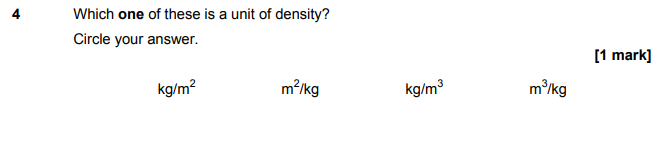 4 Which one of these is a unit of density?
Circle your answer.
[1 mark]
kg/m² m²/kg kg/m³ m³/kg